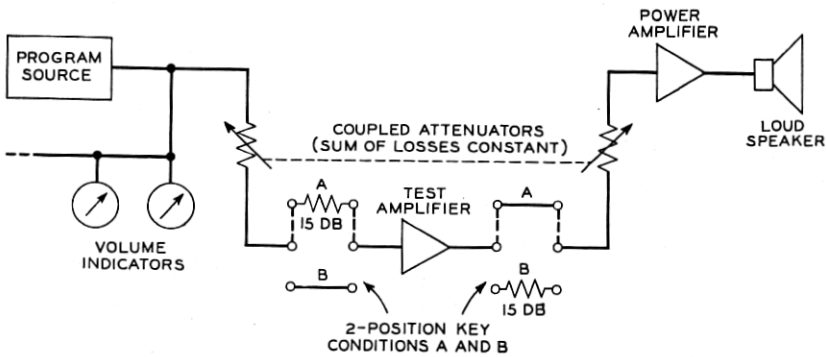 POWER
AMPLIFIER
PROGRAM
SOURCE
LOUD
SPEAKER
COUPLED ATTENUATORS
(SUM OF LOSSES CONSTANT)
A
15 DB
TEST
AMPLIFIER
A
VOLUME
INDICATORS
B
B
15 DB
2-POSITION KEY
CONDITIONS A AND B